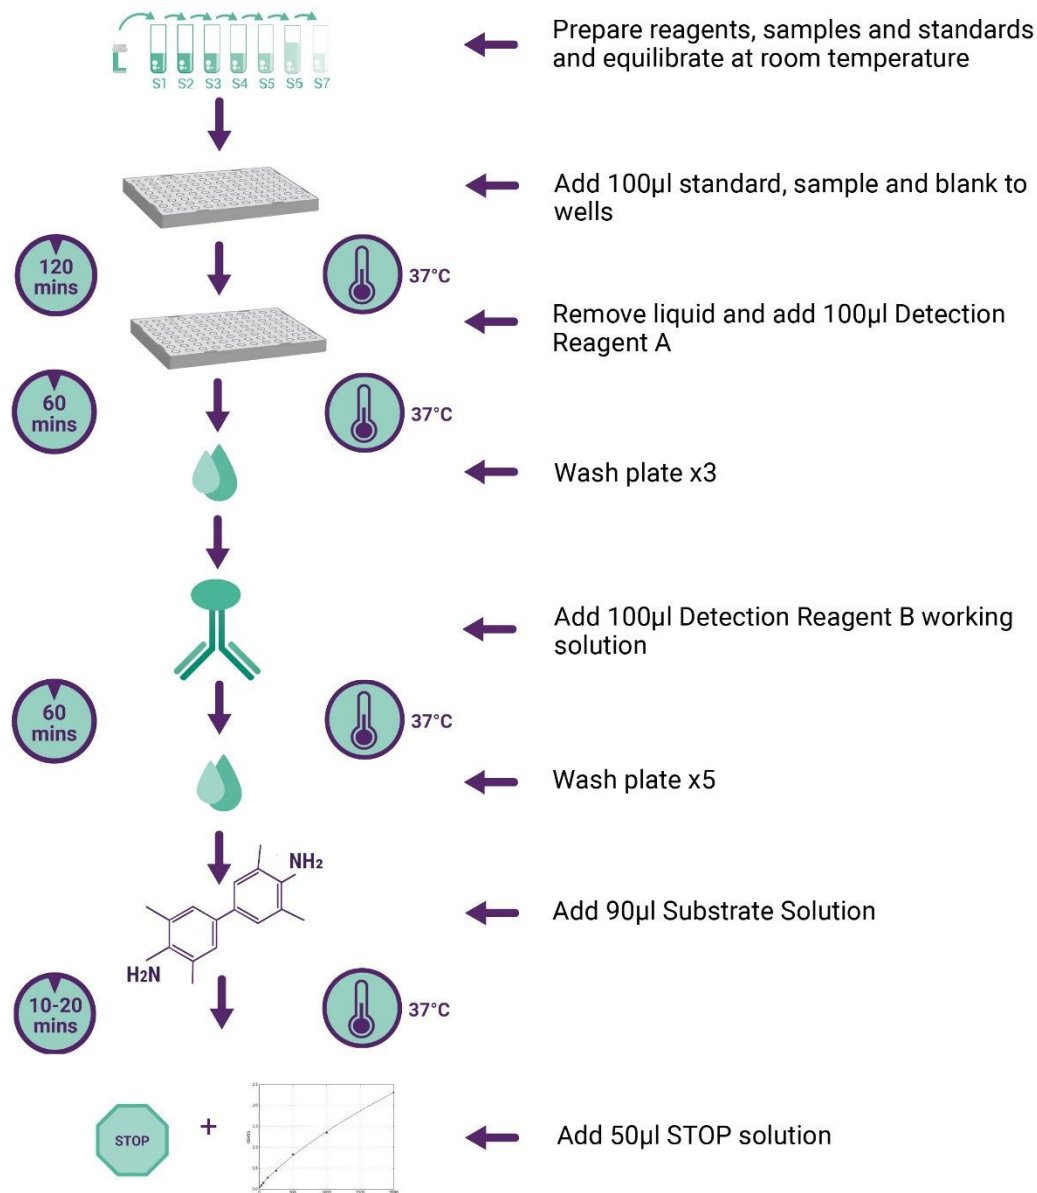 S1 S2 S3 S4 S5 S6 S7
Prepare reagents, samples and standards
and equilibrate at room temperature
Add 100µl standard, sample and blank to
wells
120
mins
37°C
Remove liquid and add 100µl Detection
Reagent A
60
mins
37°C
Wash plate x3
Add 100µl Detection Reagent B working
solution
60
mins
37°C
Wash plate x5
NH2
H2N
Add 90µl Substrate Solution
10-20
mins
37°C
STOP
+
Add 50µl STOP solution